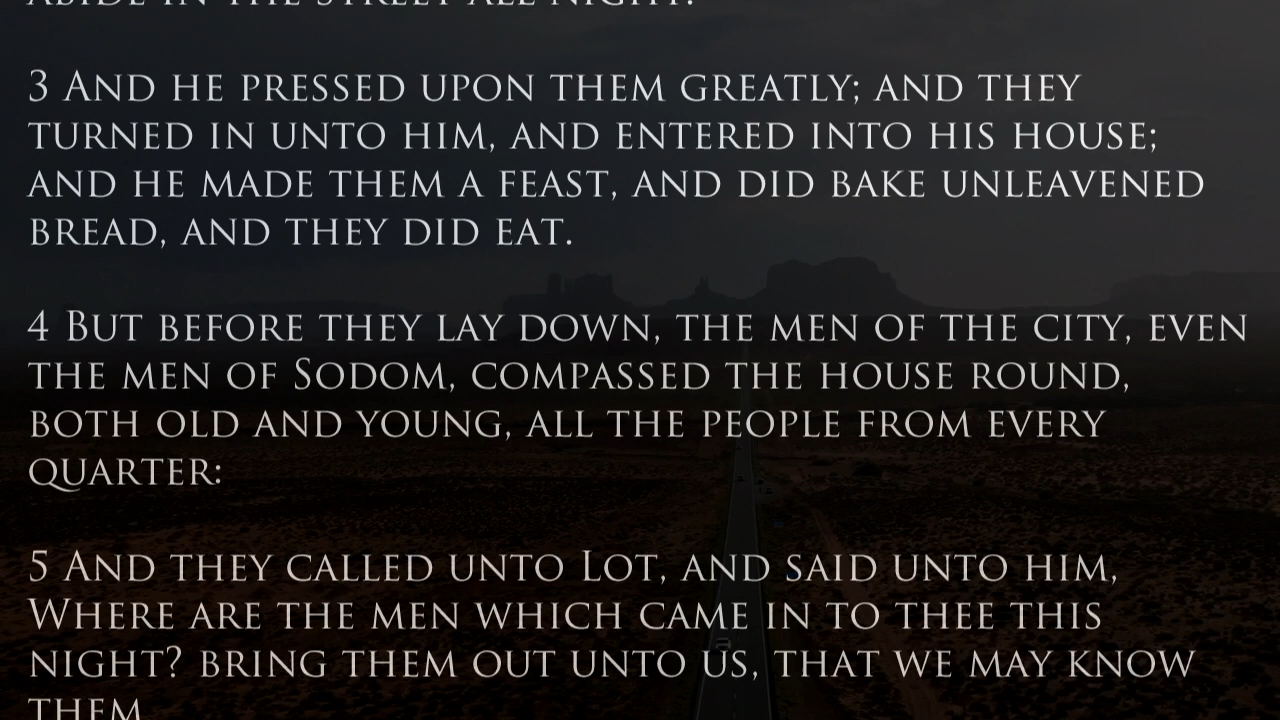 ABIDE IN THE STREET ALL NIGHT.
3 AND HE PRESSED UPON THEM GREATLY; AND THEY
TURNED IN UNTO HIM, AND ENTERED INTO HIS HOUSE;
AND HE MADE THEM A FEAST, AND DID BAKE UNLEAVENED
BREAD, AND THEY DID EAT.
4 BUT BEFORE THEY LAY DOWN, THE MEN OF THE CITY, EVEN
THE MEN OF SODOM, COMPASSED THE HOUSE ROUND,
BOTH OLD AND YOUNG, ALL THE PEOPLE FROM EVERY
QUARTER:
5 AND THEY CALLED UNTO LOT, AND SAID UNTO HIM,
WHERE ARE THE MEN WHICH CAME IN TO THEE THIS
NIGHT? BRING THEM OUT UNTO US, THAT WE MAY KNOW
THEM